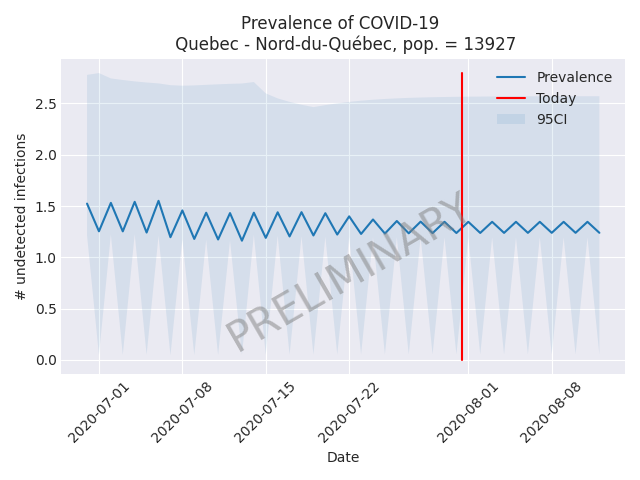 Prevalence of COVID-19
Quebec - Nord-du-Québec, pop. = 13927
Prevalence
Today
95CI
# undetected infections
2.5
2.0
1.5
1.0
0.5
0.0
PRELIMINARY
2020-07-01
2020-07-08
2020-07-15
2020-07-22
2020-08-01
2020-08-08
Date